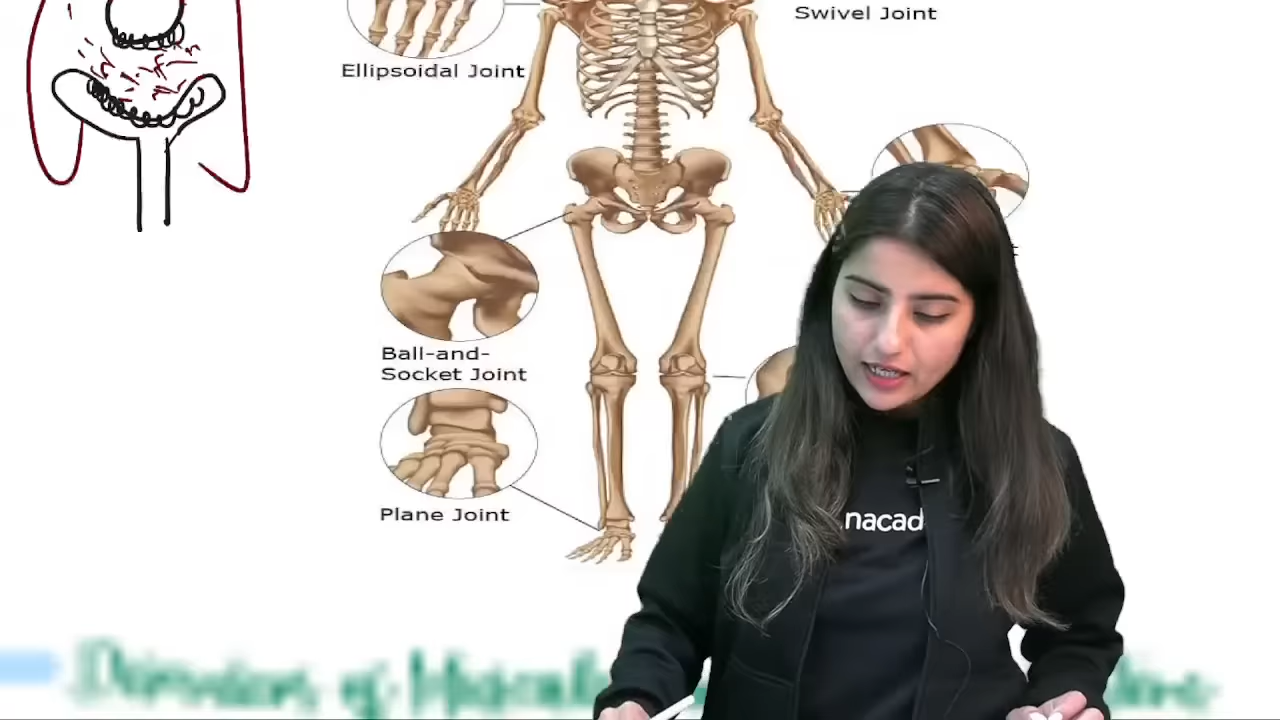 Swivel Joint
Ellipsoidal Joint
Ball-and-
Socket Joint
Plane Joint
nacad